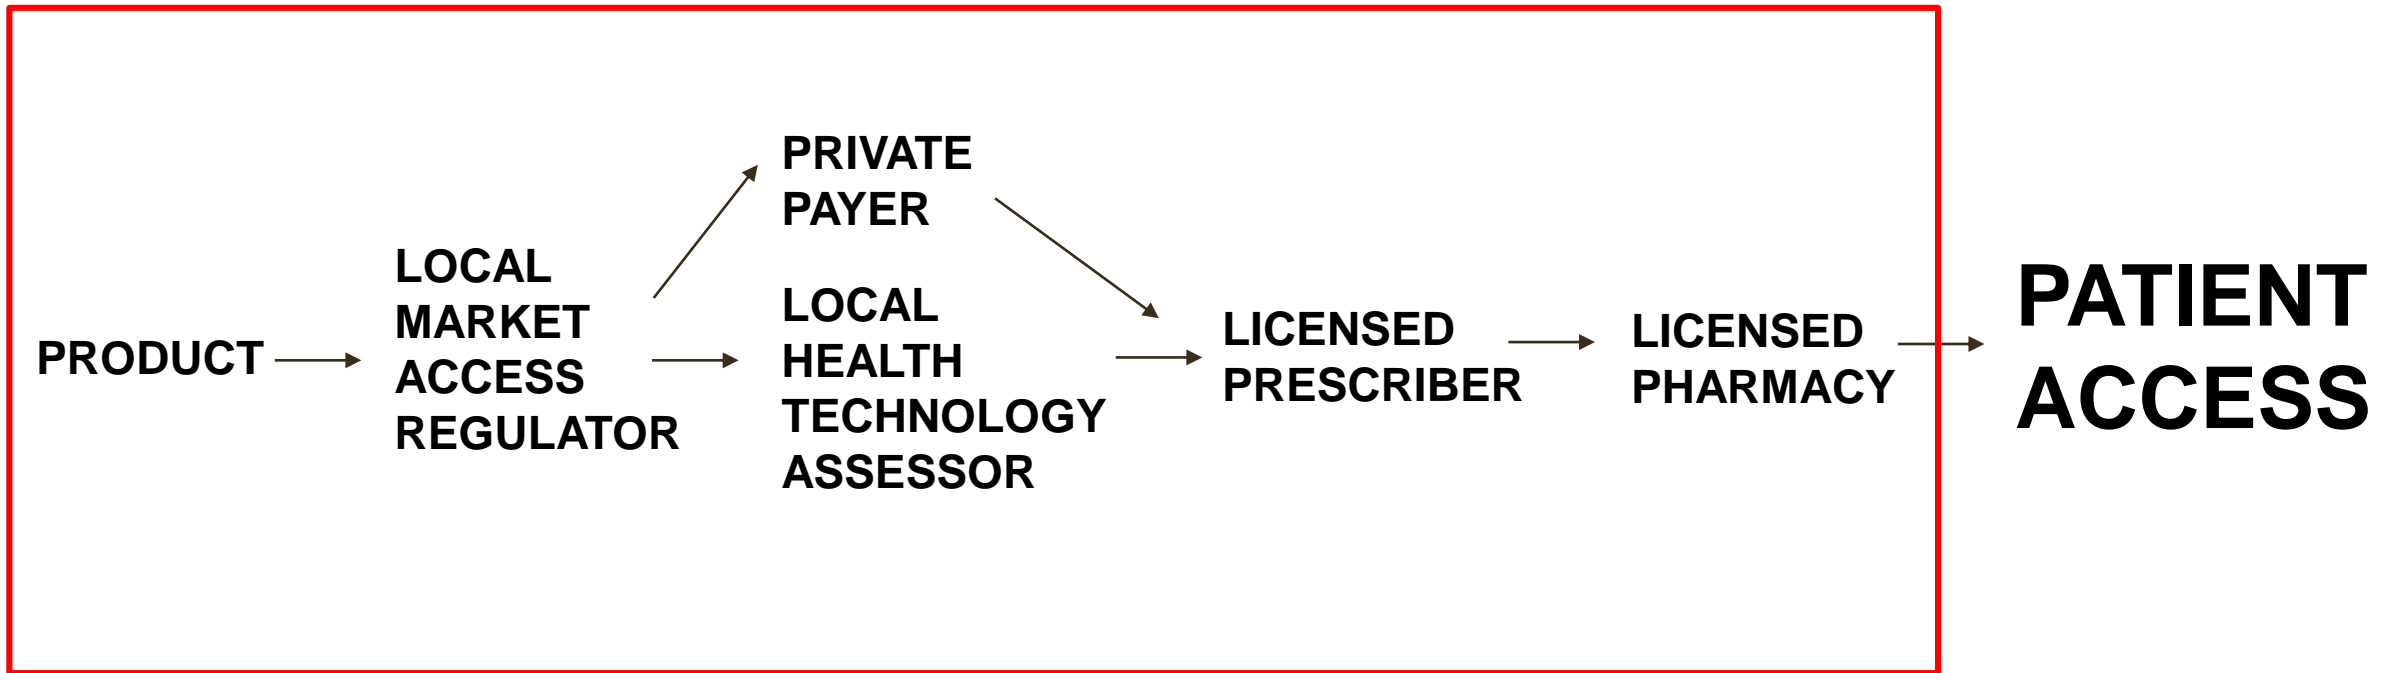 PRODUCT
LOCAL
MARKET
ACCESS
REGULATOR
PRIVATE
PAYER
LOCAL
HEALTH
TECHNOLOGY
ASSESSOR
LICENSED
PRESCRIBER
LICENSED
PHARMACY
PATIENT
ACCESS